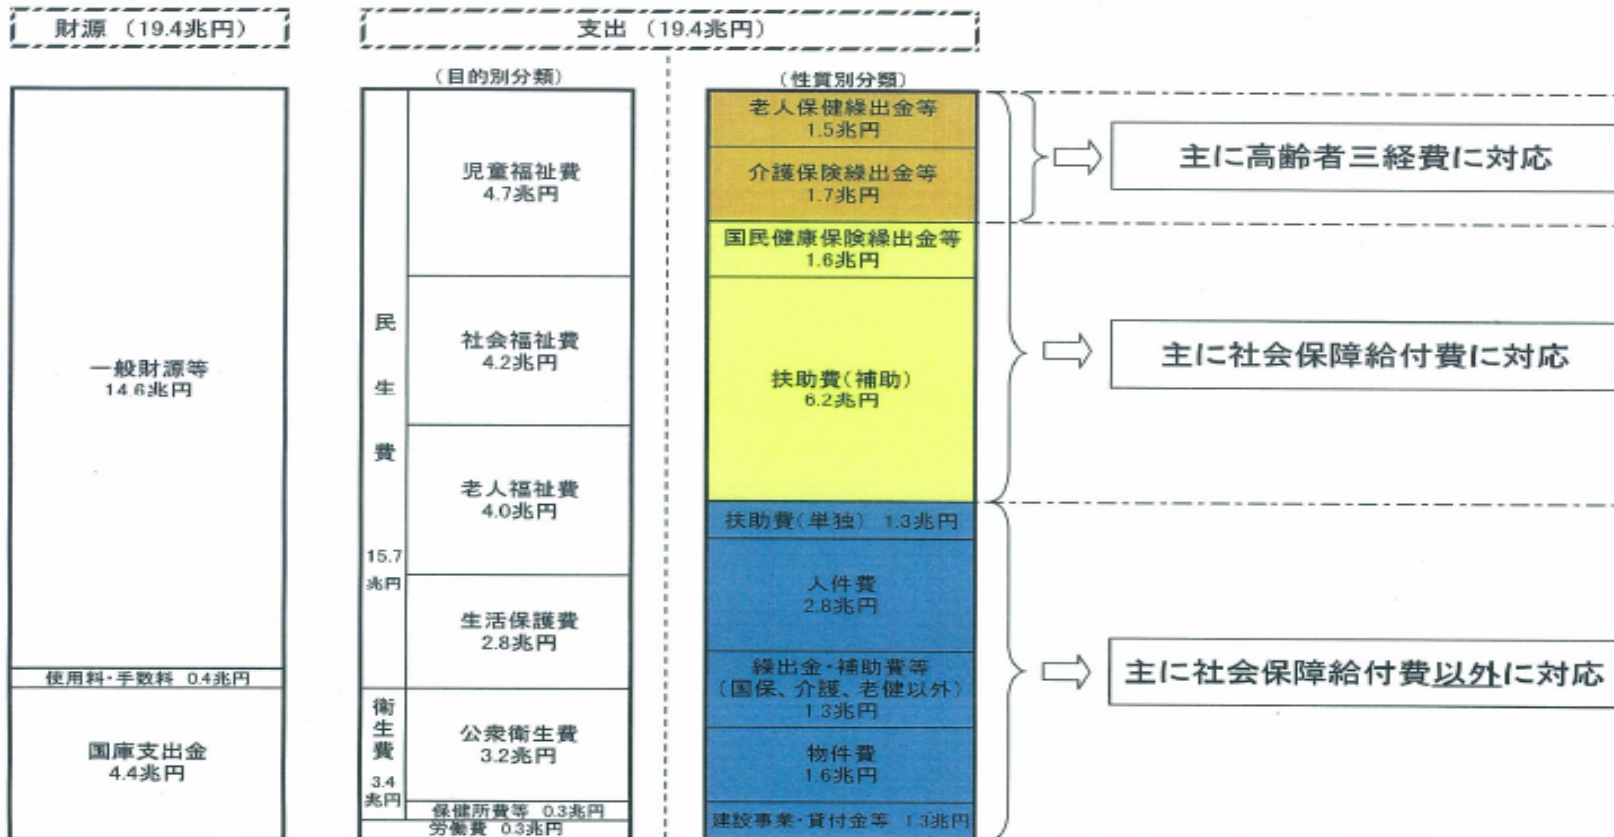 財源 （19.4兆円）
支出 （19.4兆円）
（目的別分類）
（性質別分類）
一般財源等
14.6兆円
使用料・手数料 0.4兆円
国庫支出金
4.4兆円
民生費
15.7
兆円
児童福祉費
4.7兆円
社会福祉費
4.2兆円
老人福祉費
4.0兆円
生活保護費
2.8兆円
衛生費
3.4
兆円
公衆衛生費
3.2兆円
保健所費等 0.3兆円
労働費 0.3兆円
老人保健繰出金等
1.5兆円
介護保険繰出金等
1.7兆円
国民健康保険繰出金等
1.6兆円
扶助費（補助）
6.2兆円
扶助費（単独） 1.3兆円
人件費
2.8兆円
繰出金・補助費等
（国保、介護、老健以外）
1.3兆円
物件費
1.6兆円
建設事業・貸付金等 1.3兆円
主に高齢者三経費に対応
主に社会保障給付費に対応
主に社会保障給付費以外に対応